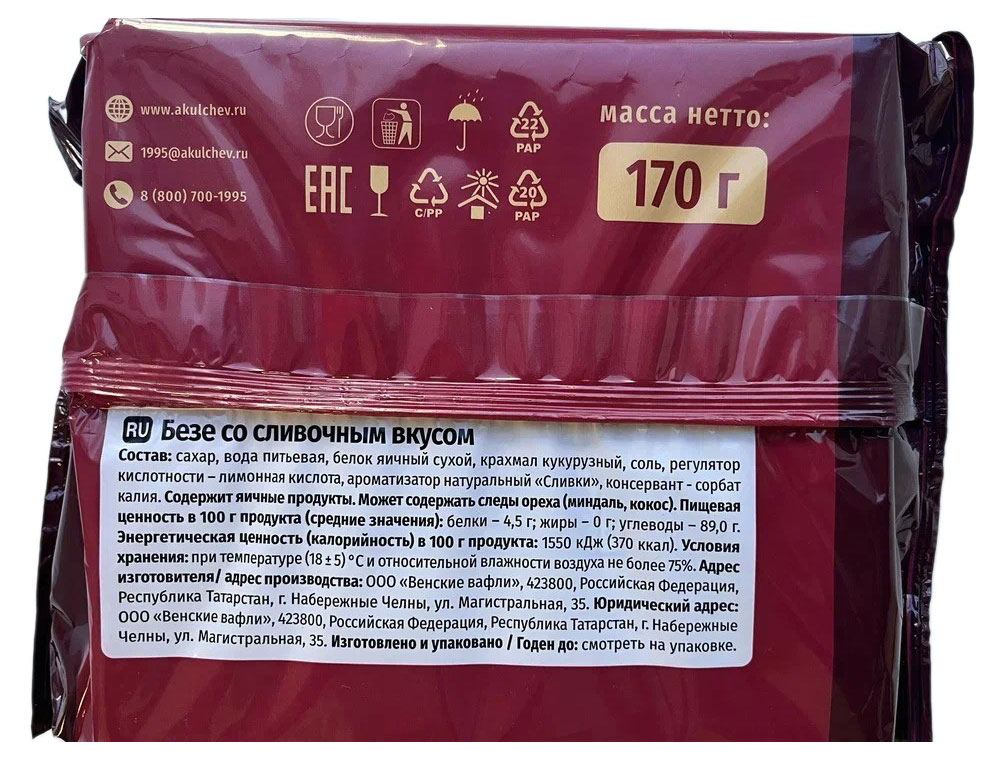 www.akulchev.ru
1995@akulchev.ru
8 (800) 700-1995
22
PAP
EAC
C/PP
20
PAP
масса нетто:
170 г
RU Безе со сливочным вкусом
Состав: сахар, вода питьевая, белок яичный сухой, крахмал кукурузный, соль, регулятор
кислотности – лимонная кислота, ароматизатор натуральный «Сливки», консервант - сорбат
калия. Содержит яичные продукты. Может содержать следы ореха (миндаль, кокос). Пищевая
ценность в 100 г продукта (средние значения): белки – 4,5 г; жиры – 0 г; углеводы – 89,0 г.
Энергетическая ценность (калорийность) в 100 г продукта: 1550 кДж (370 ккал). Условия
хранения: при температуре (18 ± 5) °С и относительной влажности воздуха не более 75%. Адрес
изготовителя/ адрес производства: ООО «Венские вафли», 423800, Российская Федерация,
Республика Татарстан, г. Набережные Челны, ул. Магистральная, 35. Юридический адрес:
ООО «Венские вафли», 423800, Российская Федерация, Республика Татарстан, г. Набережные
Челны, ул. Магистральная, 35. Изготовлено и упаковано / Годен до: смотреть на упаковке.